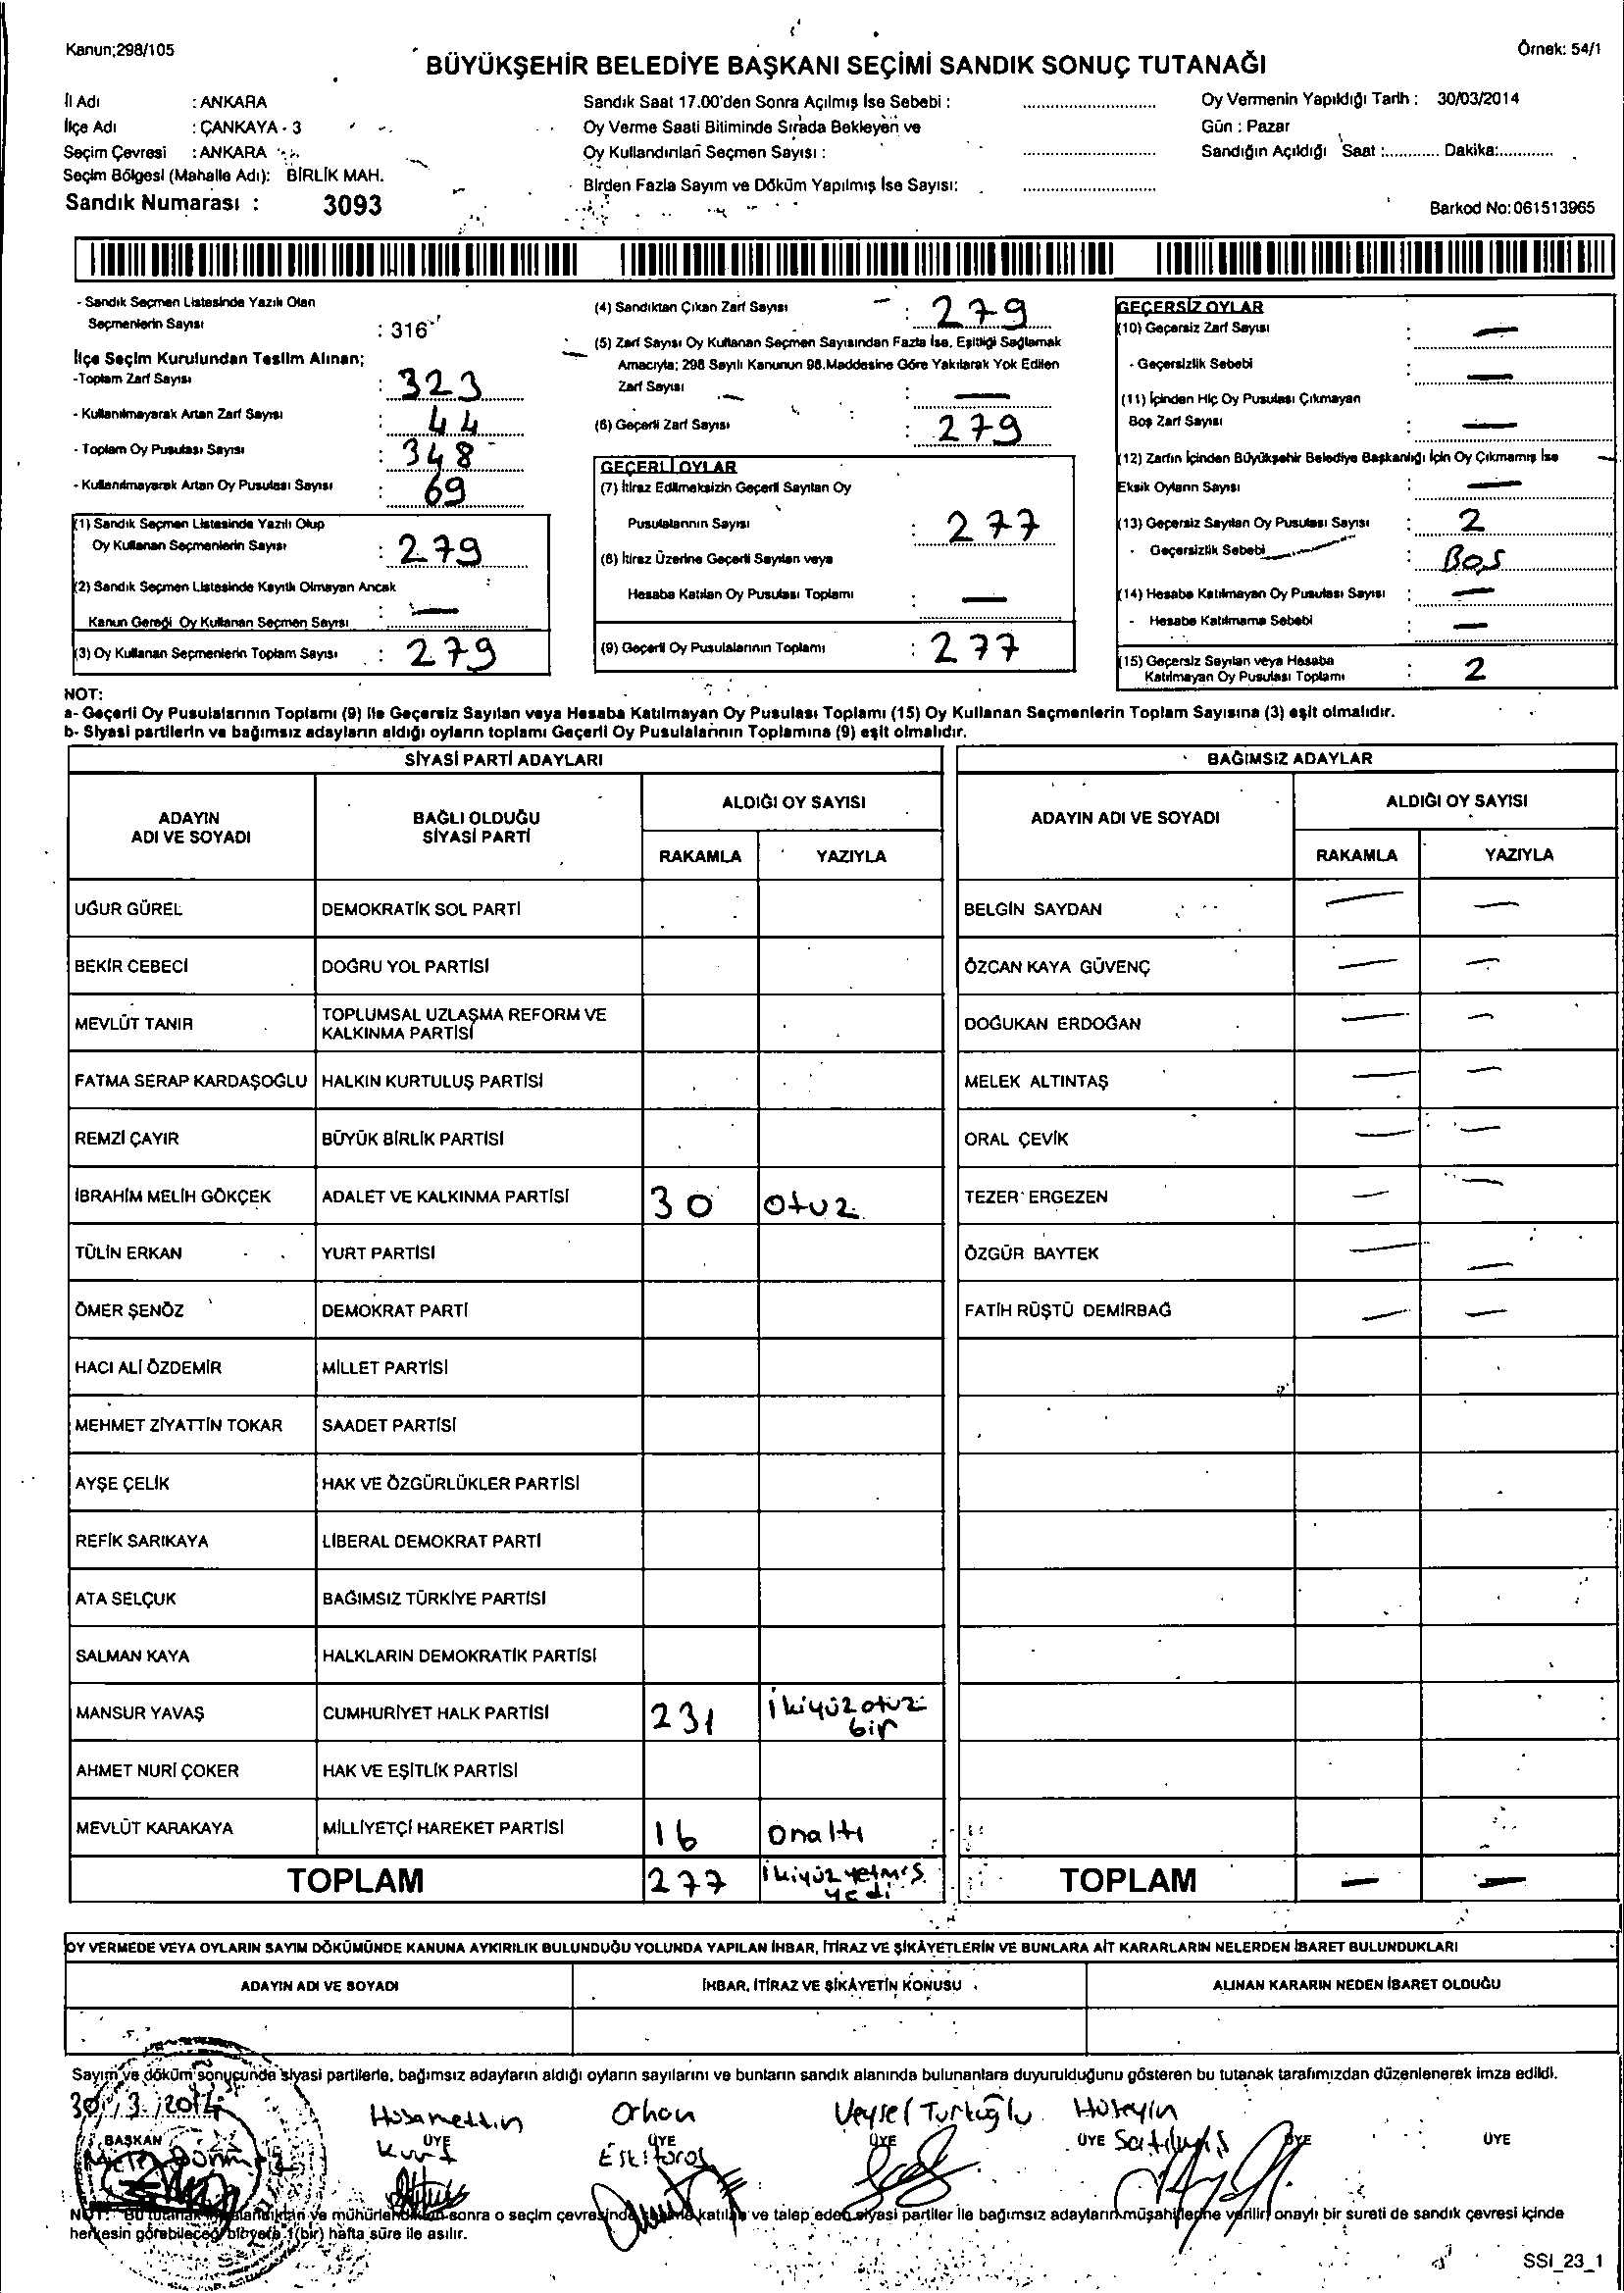 Kanun;298/105
Örnek: 54/1
BÜYÜKŞEHİR BELEDİYE BAŞKANI SEÇİMİ SANDIK SONUÇ TUTANAĞI
İl Adı : ANKARA
İlçe Adı : ÇANKAYA - 3
Seçim Çevresi : ANKARA
Seçim Bölgesi (Mahalle Adı): BİRLİK MAH.
Sandık Numarası : 3093
Sandık Saat 17.00'den Sonra Açılmış İse Sebebi : ............
Oy Verme Saati Bitiminde Sırada Bekleyen ve
Oy Kullandırılan Seçmen Sayısı : ............
Birden Fazla Sayım ve Döküm Yapılmış İse Sayısı: ............
Oy Vermenin Yapıldığı Tarih : 30/03/2014
Gün : Pazar
Sandığın Açıldığı Saat :............ Dakika:............
Barkod No: 061513965
- Sandık Seçmen Listesinde Yazılı Olan
Seçmenlerin Sayısı : 316
İlçe Seçim Kurulundan Teslim Alınan;
-Toplam Zarf Sayısı : 323
- Kullanılmayarak Artan Zarf Sayısı : 44
- Toplam Oy Pusulası Sayısı : 348
- Kullanılmayarak Artan Oy Pusulası Sayısı : 69
(1) Sandık Seçmen Listesinde Yazılı Olup
Oy Kullanan Seçmenlerin Sayısı : 279
(2) Sandık Seçmen Listesinde Kayıtlı Olmayan Ancak
Kanun Gereği Oy Kullanan Seçmen Sayısı : —
(3) Oy Kullanan Seçmenlerin Toplam Sayısı : 279
(4) Sandıktan Çıkan Zarf Sayısı : 279
(5) Zarf Sayısı Oy Kullanan Seçmen Sayısından Fazla İse, Eşitliği Sağlamak
Amacıyla; 298 Sayılı Kanunun 98.Maddesine Göre Yakılarak Yok Edilen
Zarf Sayısı : —
(6) Geçerli Zarf Sayısı : 279
GEÇERLİ OYLAR
(7) İtiraz Edilmeksizin Geçerli Sayılan Oy
Pusulalarının Sayısı : 277
(8) İtiraz Üzerine Geçerli Sayılan veya
Hesaba Katılan Oy Pusulası Toplamı : —
(9) Geçerli Oy Pusulalarının Toplamı : 277
GEÇERSİZ OYLAR
(10) Geçersiz Zarf Sayısı : —
- Geçersizlik Sebebi : —
(11) İçinden Hiç Oy Pusulası Çıkmayan
Boş Zarf Sayısı : —
(12) Zarfın İçinden Büyükşehir Belediye Başkanlığı İçin Oy Çıkmamış İse
Eksik Oyların Sayısı : —
(13) Geçersiz Sayılan Oy Pusulası Sayısı : 2
- Geçersizlik Sebebi : BOŞ
(14) Hesaba Katılmayan Oy Pusulası Sayısı : —
- Hesaba Katılmama Sebebi : —
(15) Geçersiz Sayılan veya Hesaba
Katılmayan Oy Pusulası Toplamı : 2
NOT:
a- Geçerli Oy Pusulalarının Toplamı (9) ile Geçersiz Sayılan veya Hesaba Katılmayan Oy Pusulası Toplamı (15) Oy Kullanan Seçmenlerin Toplam Sayısına (3) eşit olmalıdır.
b- Siyasi partilerin ve bağımsız adayların aldığı oyların toplamı Geçerli Oy Pusulalarının Toplamına (9) eşit olmalıdır.
SİYASİ PARTİ ADAYLARI
ADAYIN
ADI VE SOYADI
BAĞLI OLDUĞU
SİYASİ PARTİ
ALDIĞI OY SAYISI
RAKAMLA YAZIYLA
UĞUR GÜREL DEMOKRATİK SOL PARTİ
BEKİR CEBECİ DOĞRU YOL PARTİSİ
MEVLÜT TANIR TOPLUMSAL UZLAŞMA REFORM VE
KALKINMA PARTİSİ
FATMA SERAP KARDAŞOĞLU HALKIN KURTULUŞ PARTİSİ
REMZİ ÇAYIR BÜYÜK BİRLİK PARTİSİ
İBRAHİM MELİH GÖKÇEK ADALET VE KALKINMA PARTİSİ 30 otuz
TÜLİN ERKAN YURT PARTİSİ
ÖMER ŞENÖZ DEMOKRAT PARTİ
HACI ALİ ÖZDEMİR MİLLET PARTİSİ
MEHMET ZİYATTİN TOKAR SAADET PARTİSİ
AYŞE ÇELİK HAK VE ÖZGÜRLÜKLER PARTİSİ
REFİK SARIKAYA LİBERAL DEMOKRAT PARTİ
ATA SELÇUK BAĞIMSIZ TÜRKİYE PARTİSİ
SALMAN KAYA HALKLARIN DEMOKRATİK PARTİSİ
MANSUR YAVAŞ CUMHURİYET HALK PARTİSİ 231 ikiyüzotuz
bir
AHMET NURİ ÇOKER HAK VE EŞİTLİK PARTİSİ
MEVLÜT KARAKAYA MİLLİYETÇİ HAREKET PARTİSİ 16 onaltı
TOPLAM 277 ikiyüz yetmiş
yedi
BAĞIMSIZ ADAYLAR
ADAYIN ADI VE SOYADI
ALDIĞI OY SAYISI
RAKAMLA YAZIYLA
BELGİN SAYDAN — —
ÖZCAN KAYA GÜVENÇ — —
DOĞUKAN ERDOĞAN — —
MELEK ALTINTAŞ — —
ORAL ÇEVİK — —
TEZER ERGEZEN — —
ÖZGÜR BAYTEK — —
FATİH RÜŞTÜ DEMİRBAĞ — —
TOPLAM — —
OY VERMEDE VEYA OYLARIN SAYIM DÖKÜMÜNDE KANUNA AYKIRILIK BULUNDUĞU YOLUNDA YAPILAN İHBAR, İTİRAZ VE ŞİKÂYETLERİN VE BUNLARA AİT KARARLARIN NELERDEN İBARET BULUNDUKLARI
ADAYIN ADI VE SOYADI İHBAR, İTİRAZ VE ŞİKÂYETİN KONUSU ALINAN KARARIN NEDEN İBARET OLDUĞU
Sayım ve döküm sonucunda siyasi partilerle, bağımsız adayların aldığı oyların sayılarını ve bunların sandık alanında bulunanlara duyurulduğunu gösteren bu tutanak tarafımızdan düzenlenerek imza edildi.
30/3/2014
BAŞKAN
Hüsamettin
ÜYE
Kurt
Orhan
ÜYE
Veysel Türkoğlu
ÜYE
Hüseyin
ÜYE
ÜYE
ÜYE
NOT: Bu tutanak ve mühürlendikten sonra o seçim çevresinde katılan ve talep eden siyasi partiler ile bağımsız adayların müşahitlerine verilir, onaylı bir sureti de sandık çevresi içinde
herkesin görebileceği bir yere 1(bir) hafta süre ile asılır.
SSI_23_1